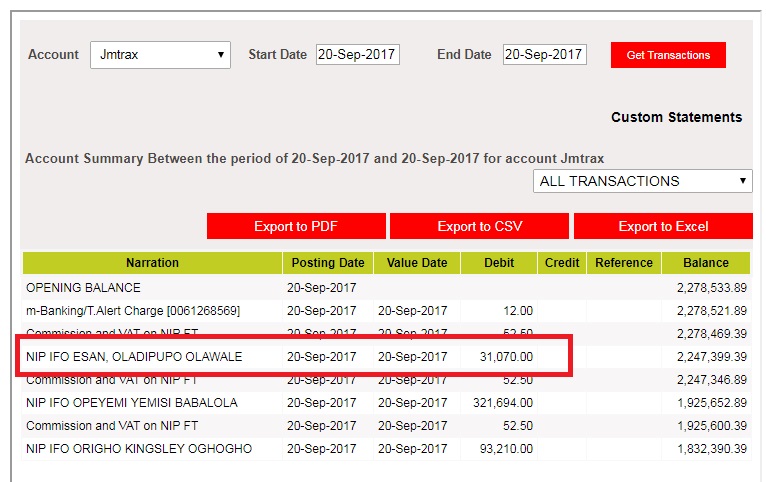 Account Jmtrax Start Date 20-Sep-2017 End Date 20-Sep-2017 Get Transactions
Custom Statements
Account Summary Between the period of 20-Sep-2017 and 20-Sep-2017 for account Jmtrax
ALL TRANSACTIONS
Export to PDF Export to CSV Export to Excel
Narration Posting Date Value Date Debit Credit Reference Balance
OPENING BALANCE 20-Sep-2017 2,278,533.89
m-Banking/T.Alert Charge [0061268569] 20-Sep-2017 20-Sep-2017 12.00 2,278,521.89
Commission and VAT on NIP FT 20-Sep-2017 20-Sep-2017 52.50 2,278,469.39
NIP IFO ESAN, OLADIPUPO OLAWALE 20-Sep-2017 20-Sep-2017 31,070.00 2,247,399.39
Commission and VAT on NIP FT 20-Sep-2017 20-Sep-2017 52.50 2,247,346.89
NIP IFO OPEYEMI YEMISI BABALOLA 20-Sep-2017 20-Sep-2017 321,694.00 1,925,652.89
Commission and VAT on NIP FT 20-Sep-2017 20-Sep-2017 52.50 1,925,600.39
NIP IFO ORIGHO KINGSLEY OGHOGHO 20-Sep-2017 20-Sep-2017 93,210.00 1,832,390.39